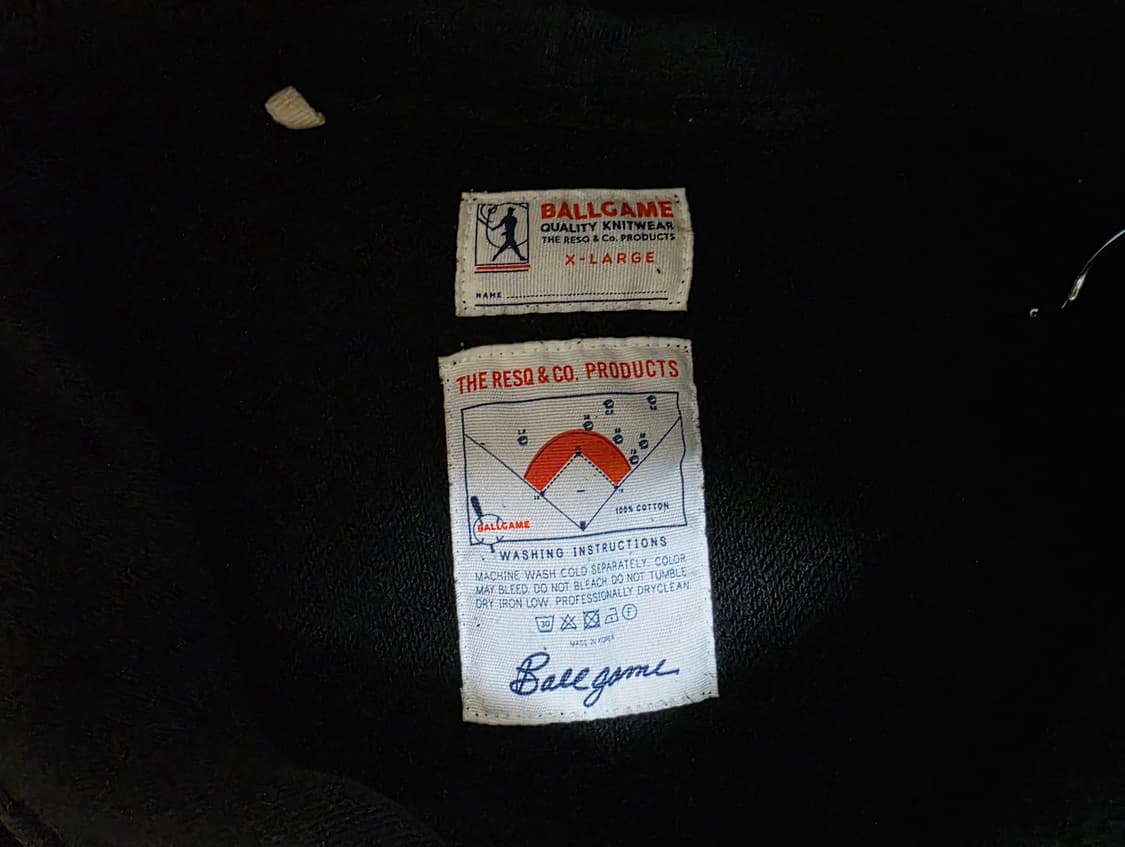 BALLGAME
QUALITY KNITWEAR
THE RESQ & Co. PRODUCTS
X-LARGE
NAME
THE RESQ & CO. PRODUCTS
100% COTTON
BALLGAME
WASHING INSTRUCTIONS
MACHINE WASH COLD SEPARATELY. COLOR
MAY BLEED. DO NOT BLEACH. DO NOT TUMBLE
DRY. IRON LOW. PROFESSIONALLY DRYCLEAN.
30 F
MADE IN KOREA
Ballgame